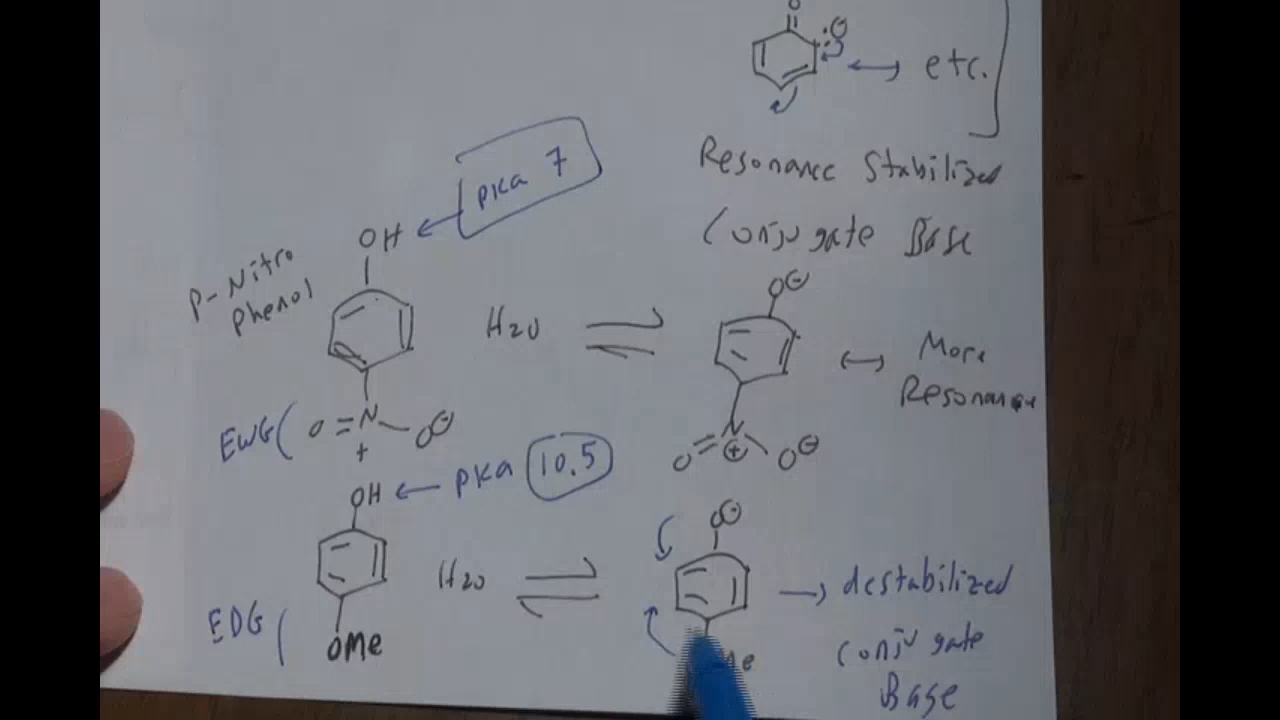 O
:O⊖
↔ etc.
Resonance Stabilized
Conjugate Base
pka 7
OH
P-Nitro
Phenol
H2O
O⊖
↔ More
Resonance
EWG
O = N - O⊖
+
O = N - O⊖
⊕
OH ← pka 10.5
O⊖
H2O
→ destabilized
Conjugate
Base
EDG
OMe